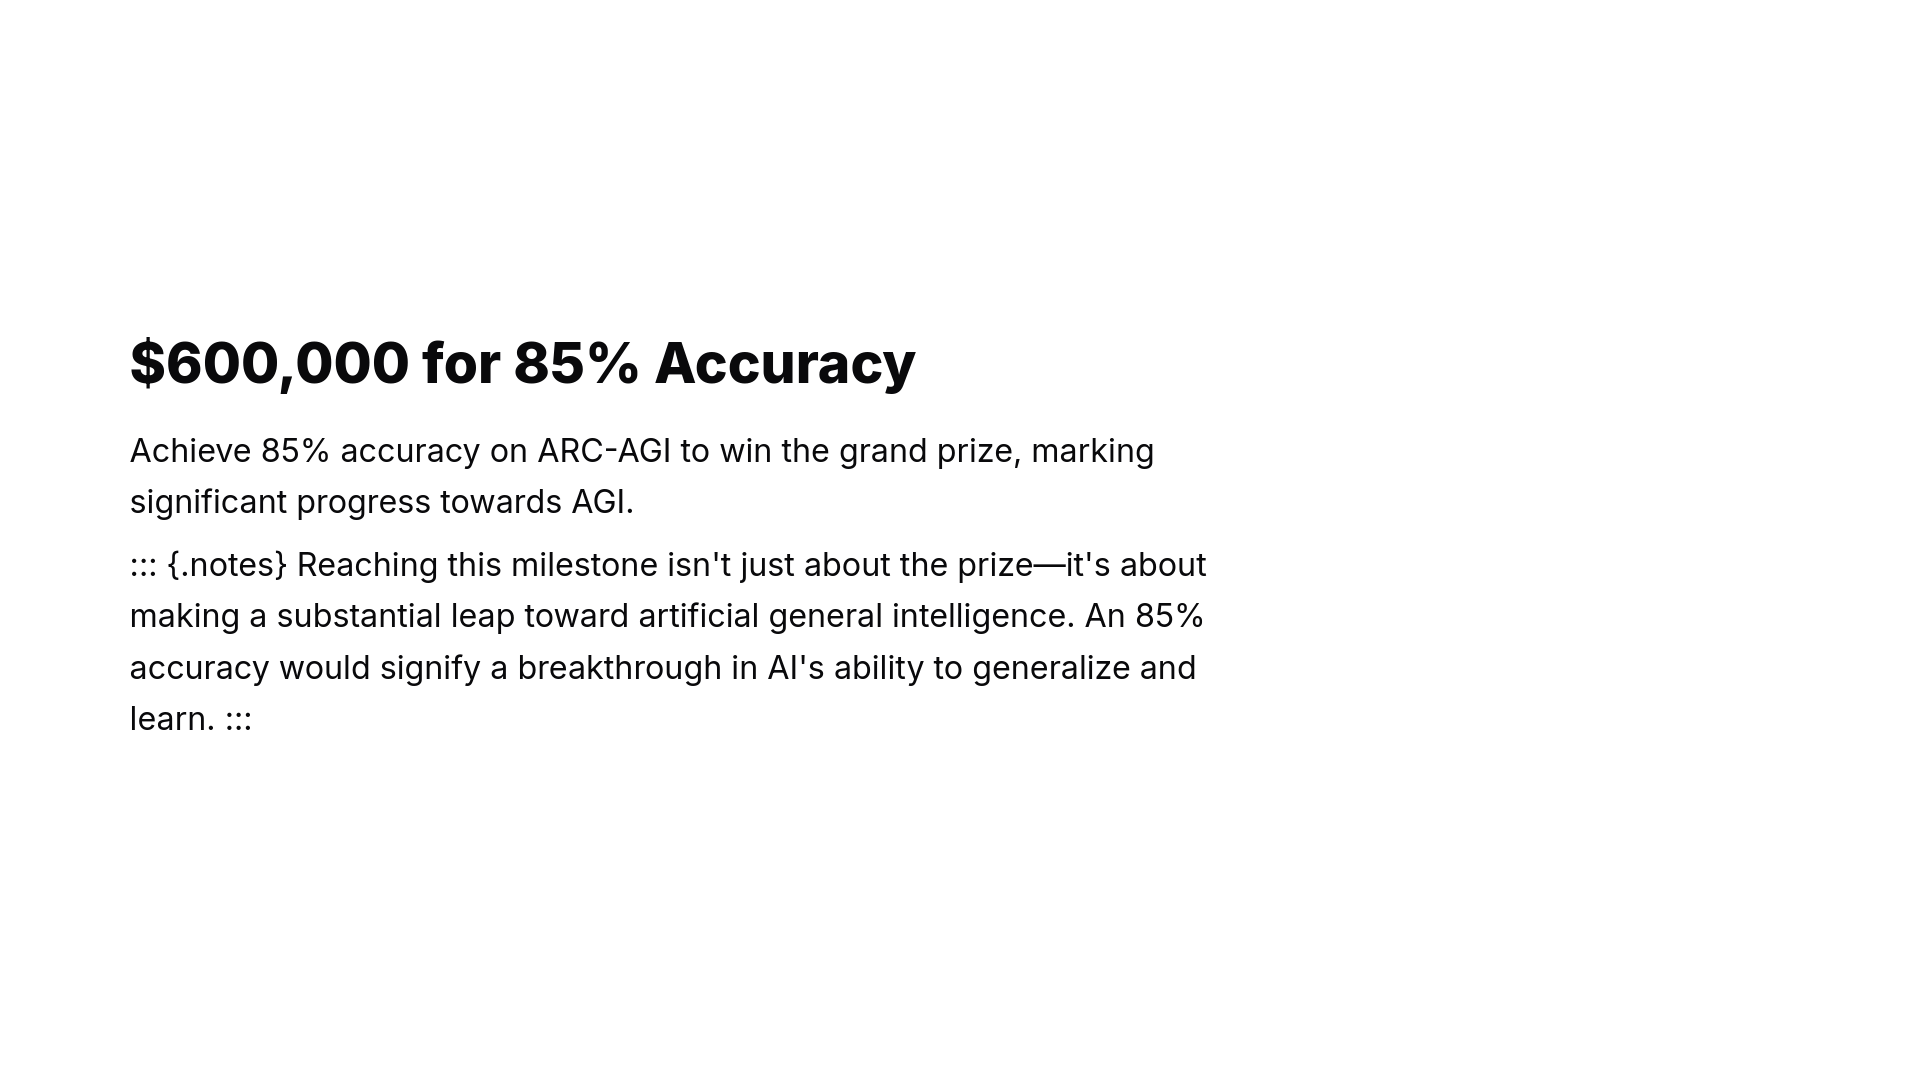 $600,000 for 85% Accuracy
Achieve 85% accuracy on ARC-AGI to win the grand prize, marking
significant progress towards AGI.
::: {.notes} Reaching this milestone isn't just about the prize—it's about
making a substantial leap toward artificial general intelligence. An 85%
accuracy would signify a breakthrough in AI's ability to generalize and
learn. :::